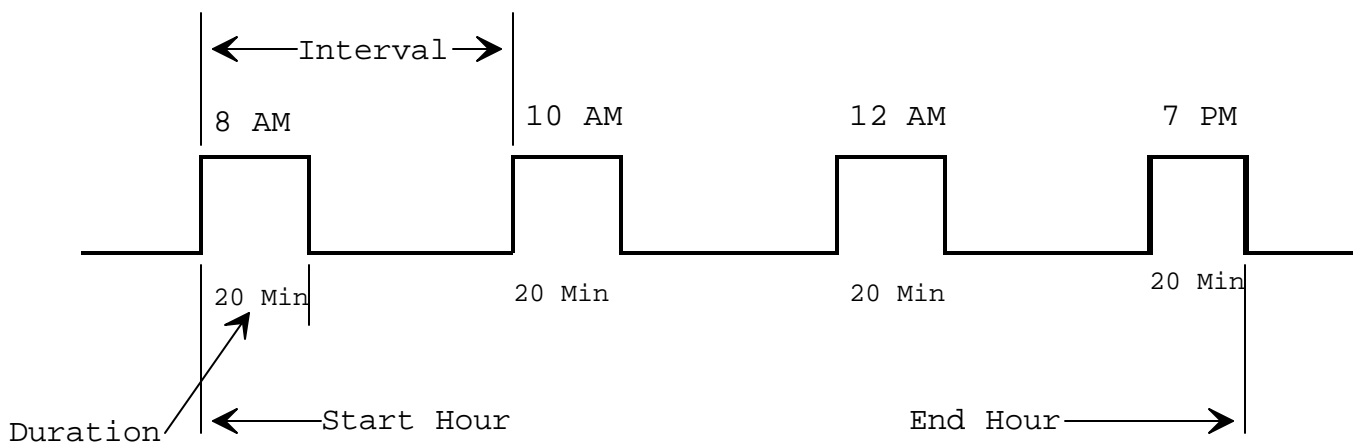 Interval
8 AM
10 AM
12 AM
7 PM
20 Min
20 Min
20 Min
20 Min
Duration
Start Hour
End Hour